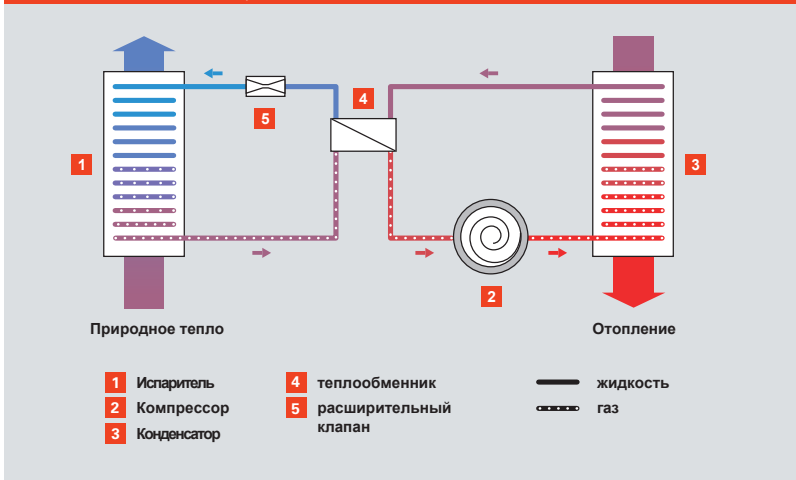 5
4
1
3
2
Природное тепло
Отопление
1 Испаритель
2 Компрессор
3 Конденсатор
4 теплообменник
5 расширительный
клапан
жидкость
газ